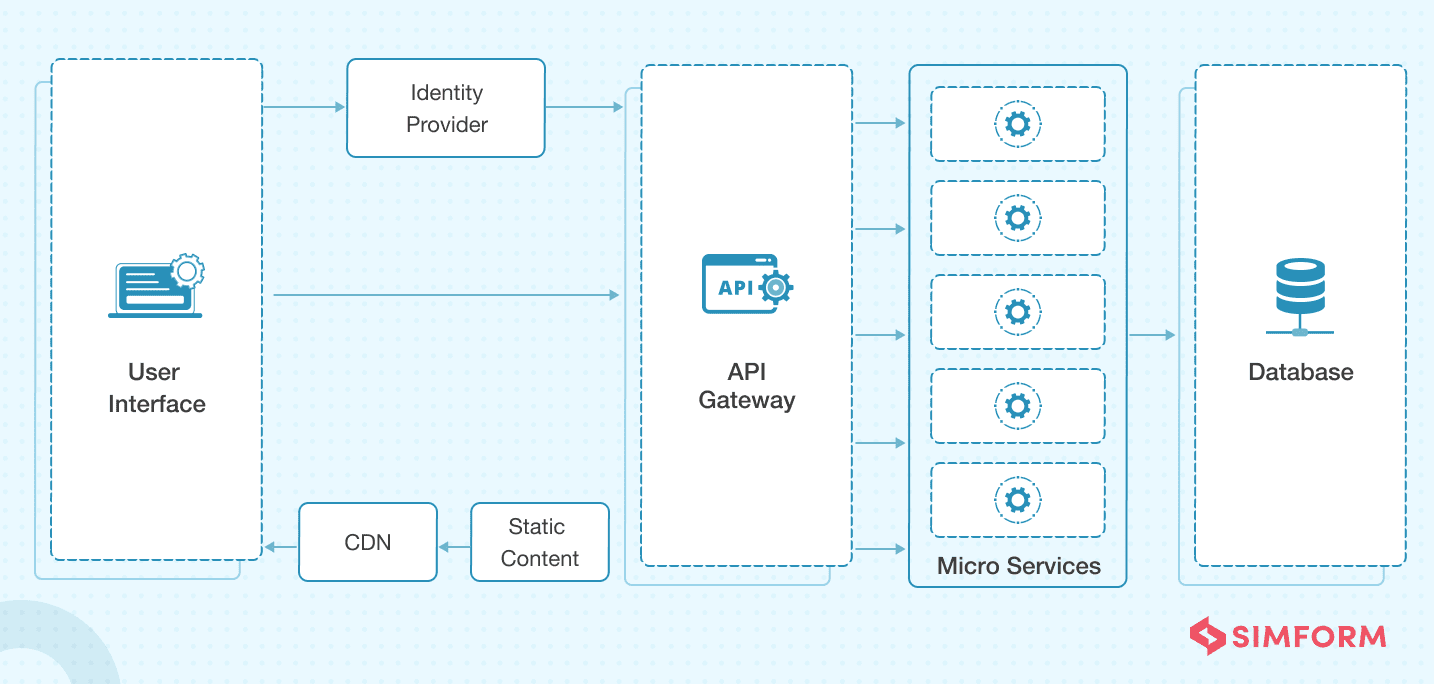 Identity
Provider
User
Interface
CDN
Static
Content
API
API
Gateway
Micro Services
Database
SIMFORM